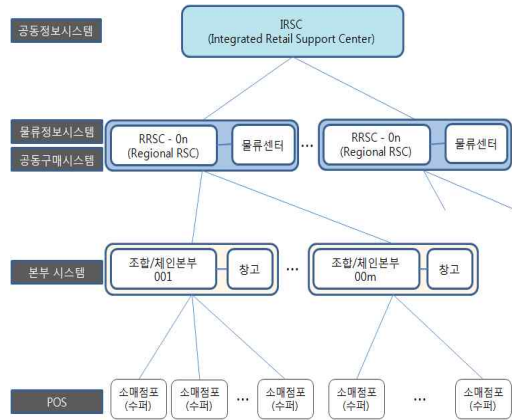 공동정보시스템
IRSC
(Integrated Retail Support Center)
물류정보시스템
공동구매시스템
RRSC - 0n
(Regional RSC)
물류센터
...
RRSC - 0n
(Regional RSC)
물류센터
본부 시스템
조합/체인본부
001
창고
...
조합/체인본부
00m
창고
POS
소매점포
(수퍼)
소매점포
(수퍼)
...
소매점포
(수퍼)
소매점포
(수퍼)
...
소매점포
(수퍼)